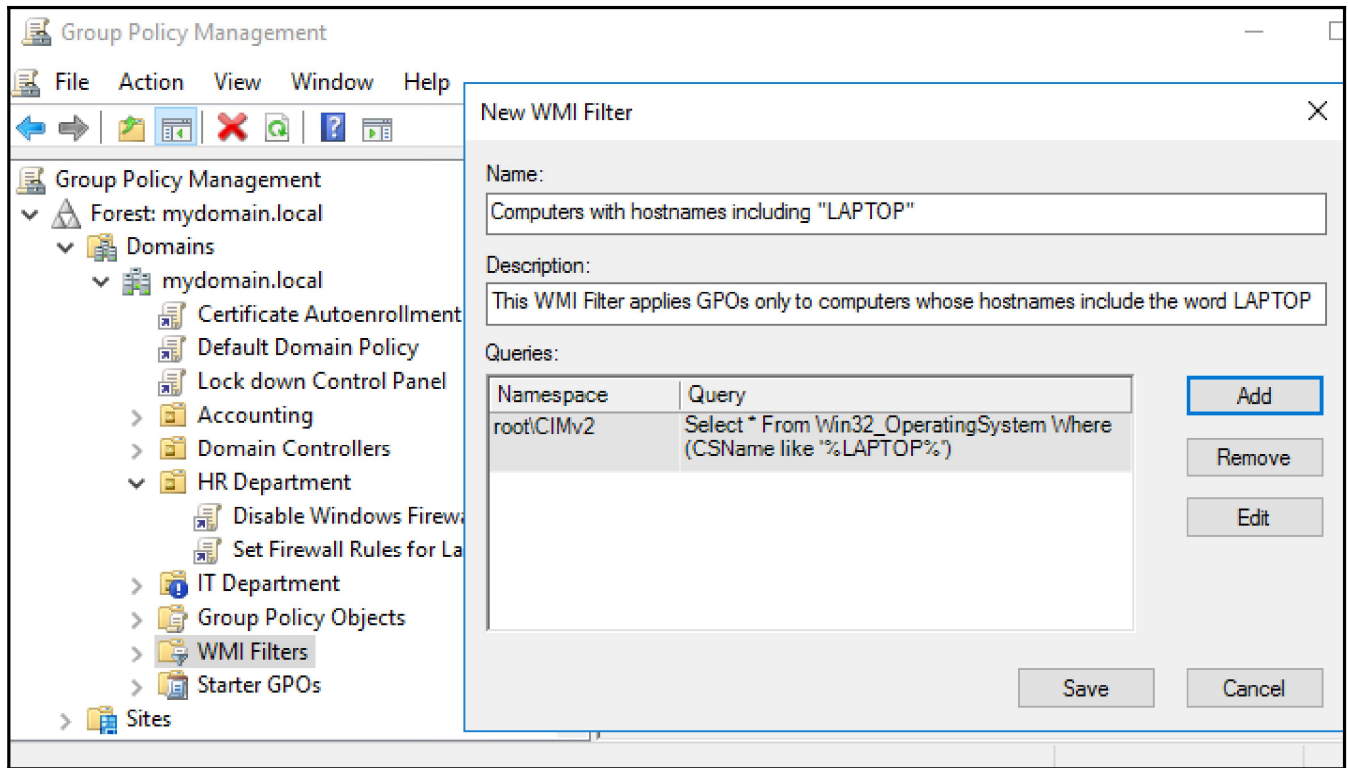 Group Policy Management
File Action View Window Help
Group Policy Management
Forest: mydomain.local
Domains
mydomain.local
Certificate Autoenrollment
Default Domain Policy
Lock down Control Panel
Accounting
Domain Controllers
HR Department
Disable Windows Firewa
Set Firewall Rules for La
IT Department
Group Policy Objects
WMI Filters
Starter GPOs
Sites
New WMI Filter
Name:
Computers with hostnames including "LAPTOP"
Description:
This WMI Filter applies GPOs only to computers whose hostnames include the word LAPTOP
Queries:
Namespace Query
root\CIMv2 Select * From Win32_OperatingSystem Where
(CSName like '%LAPTOP%')
Add
Remove
Edit
Save Cancel